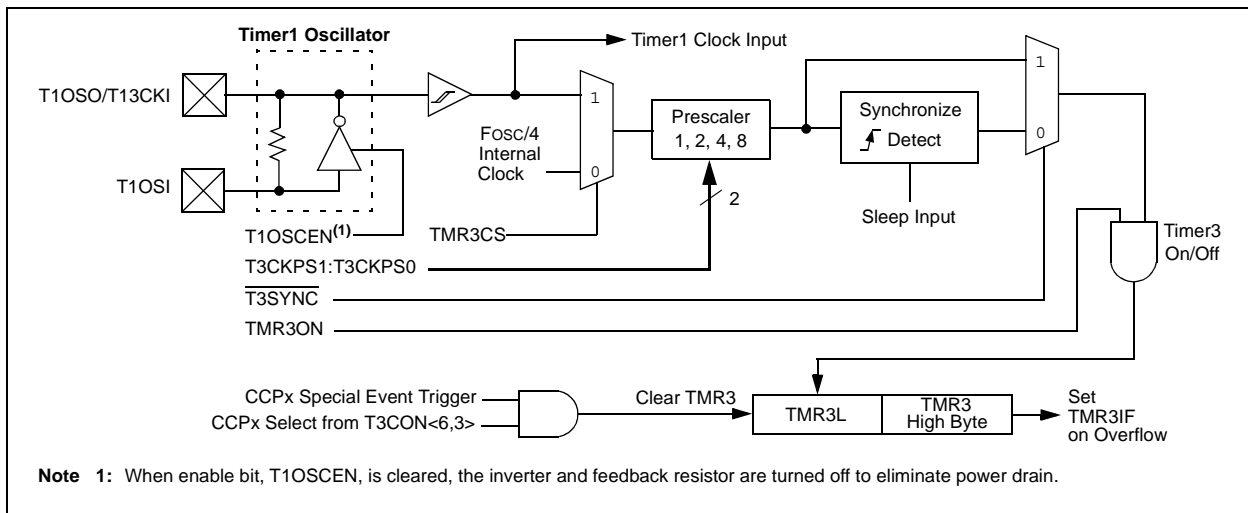 Timer1 Oscillator
Timer1 Clock Input
T1OSO/T13CKI
T1OSI
FOSC/4
Internal
Clock
1
0
Prescaler
1, 2, 4, 8
2
Synchronize
Detect
Sleep Input
1
0
Timer3
On/Off
T1OSCEN(1)
TMR3CS
T3CKPS1:T3CKPS0
T3SYNC
TMR3ON
CCPx Special Event Trigger
CCPx Select from T3CON<6,3>
Clear TMR3
TMR3L
TMR3
High Byte
Set
TMR3IF
on Overflow
Note 1: When enable bit, T1OSCEN, is cleared, the inverter and feedback resistor are turned off to eliminate power drain.